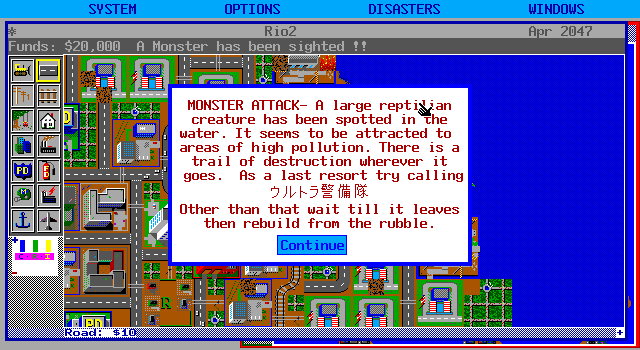 SYSTEM OPTIONS DISASTERS WINDOWS
* Rio2 Apr 2047
Funds: $20,000 A Monster has been sighted !!
MONSTER ATTACK- A large reptilian
creature has been spotted in the
water. It seems to be attracted to
areas of high pollution. There is a
trail of destruction wherever it
goes. As a last resort try calling
ウルトラ警備隊
Other than that wait till it leaves
then rebuild from the rubble.
Continue
PD
R
C I
PD
Road: $10